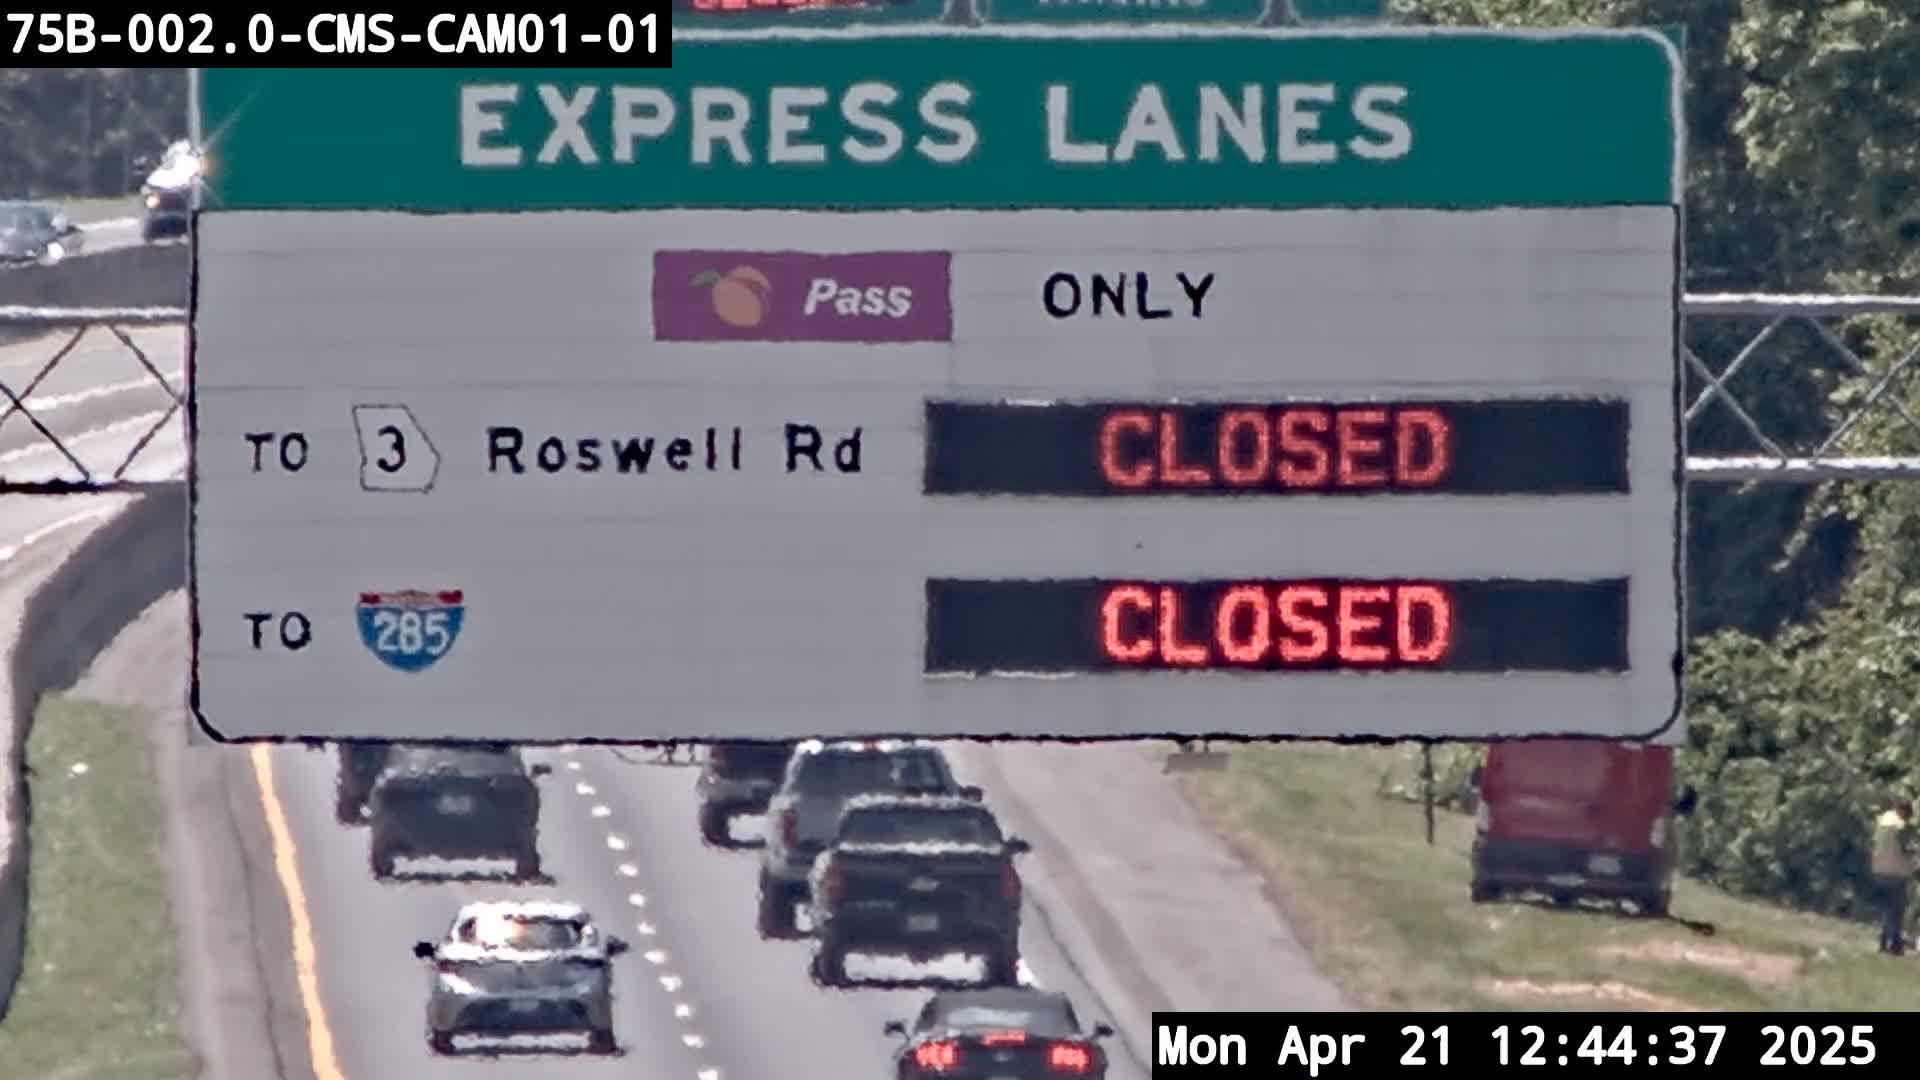 75B-002.0-CMS-CAM01-01
EXPRESS LANES
Pass ONLY
TO 3 Roswell Rd CLOSED
TO 285 CLOSED
Mon Apr 21 12:44:37 2025